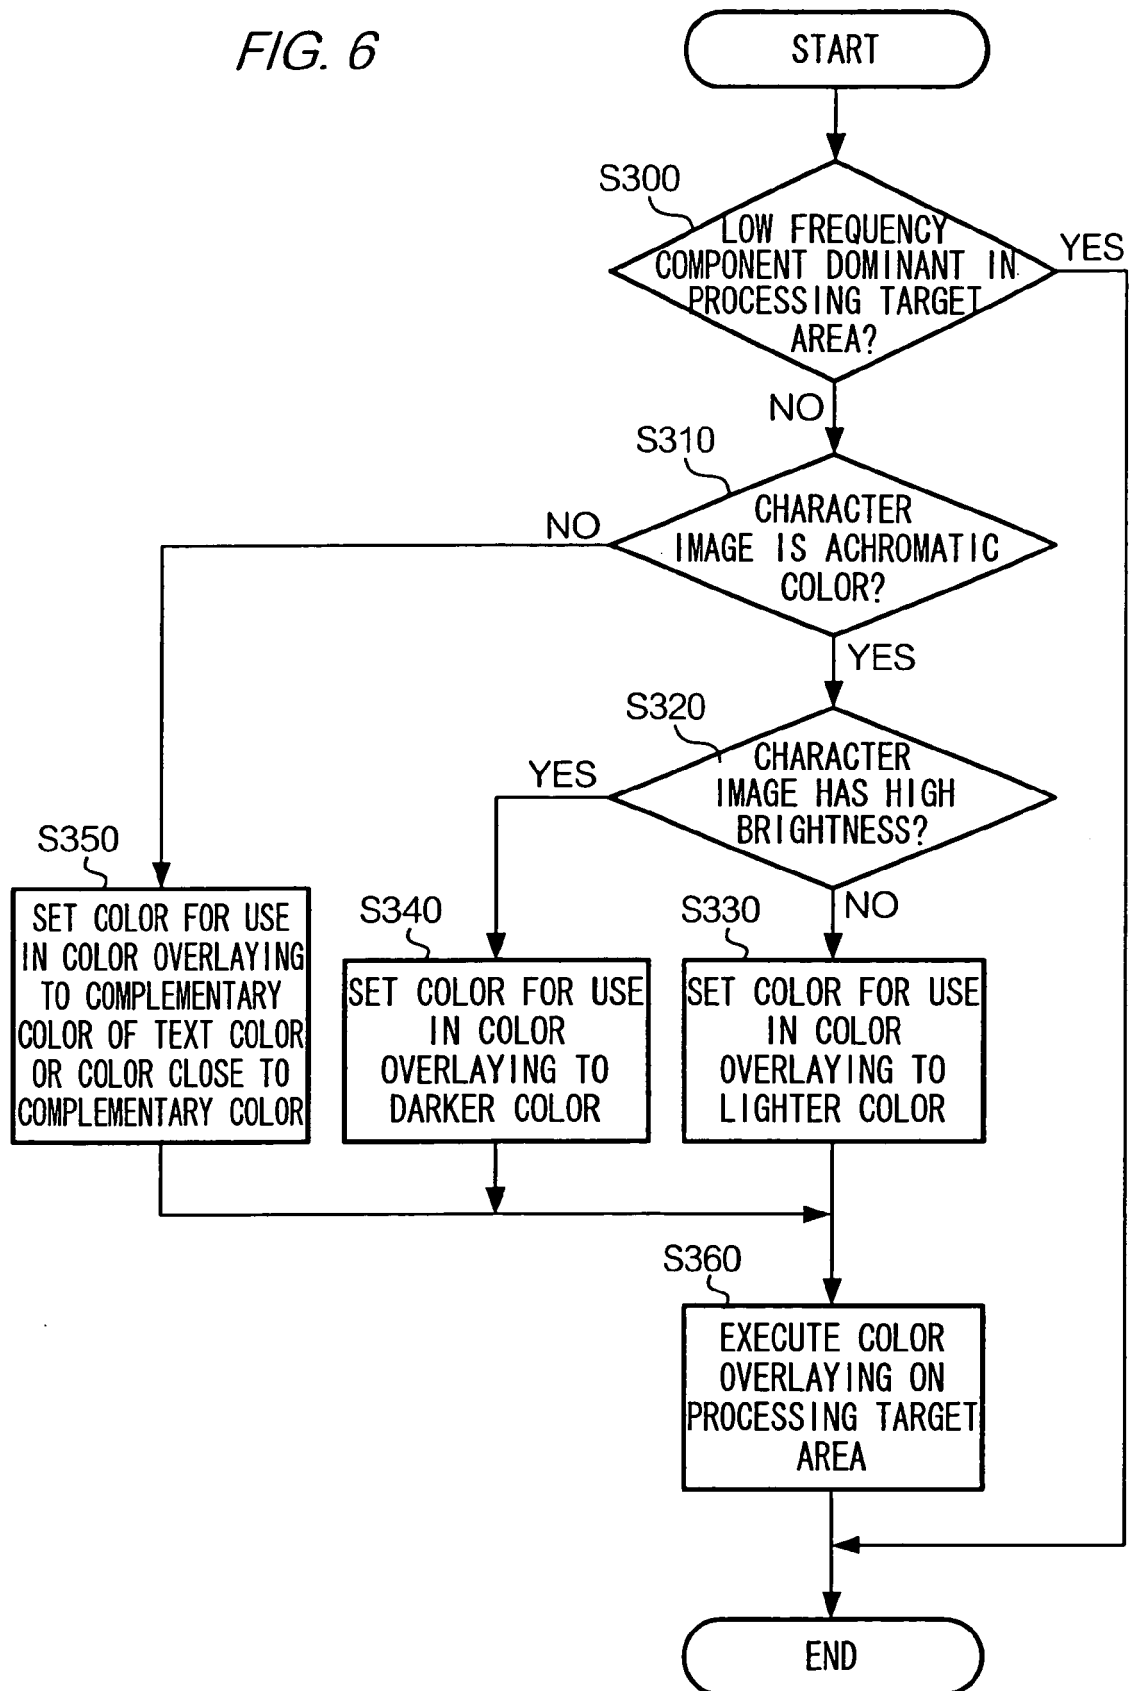 FIG. 6
START
S300
LOW FREQUENCY
COMPONENT DOMINANT IN
PROCESSING TARGET
AREA?
YES
NO
S310
CHARACTER
IMAGE IS ACHROMATIC
COLOR?
NO
YES
S320
CHARACTER
IMAGE HAS HIGH
BRIGHTNESS?
YES
NO
S350
SET COLOR FOR USE
IN COLOR OVERLAYING
TO COMPLEMENTARY
COLOR OF TEXT COLOR
OR COLOR CLOSE TO
COMPLEMENTARY COLOR
S340
SET COLOR FOR USE
IN COLOR
OVERLAYING TO
DARKER COLOR
S330
SET COLOR FOR USE
IN COLOR
OVERLAYING TO
LIGHTER COLOR
S360
EXECUTE COLOR
OVERLAYING ON
PROCESSING TARGET
AREA
END